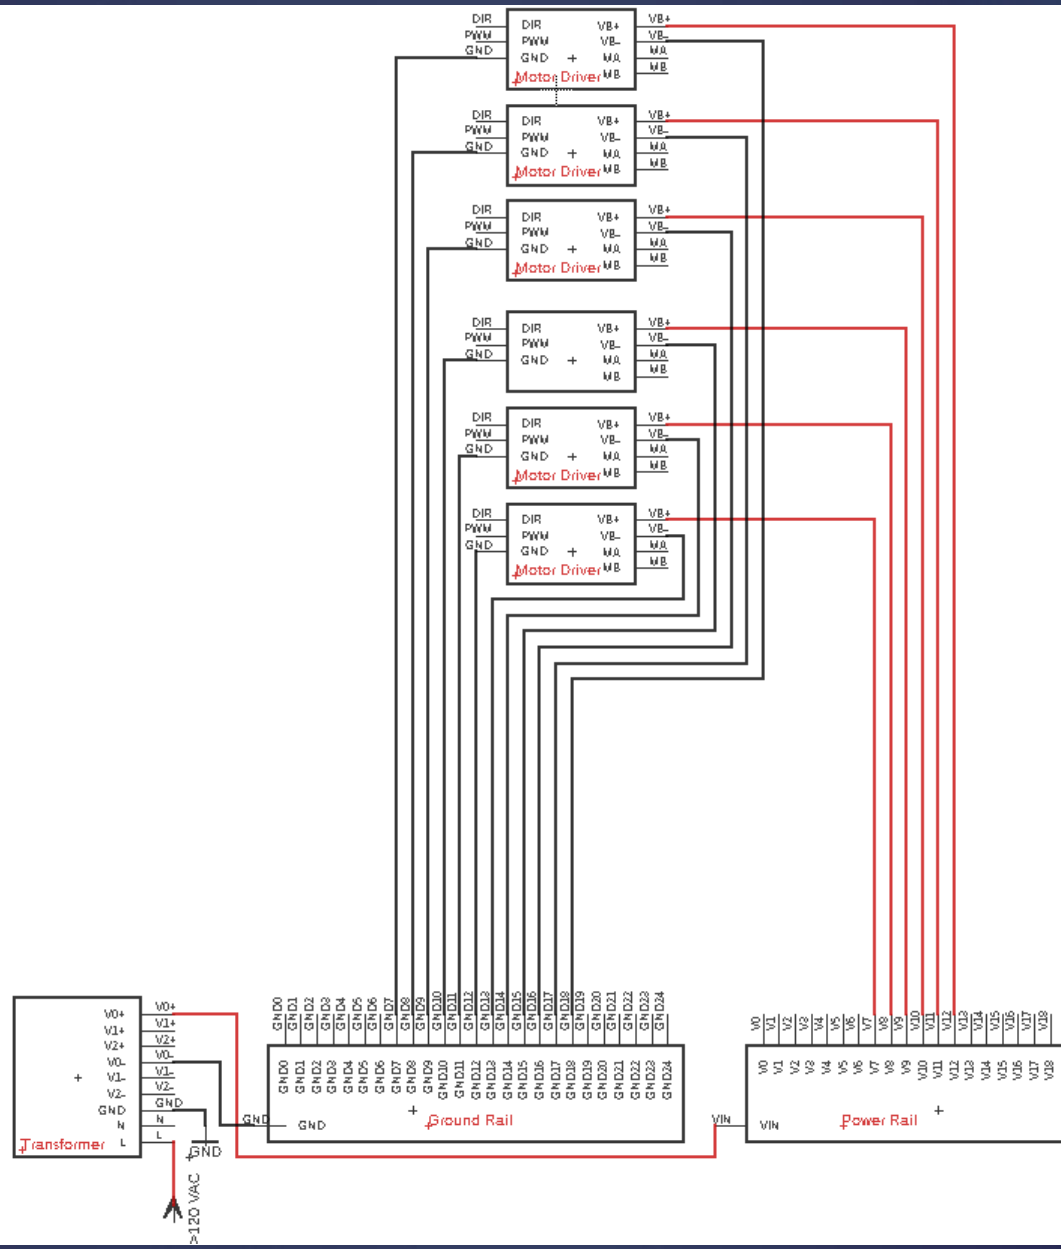 DIR DIR VB+ VB+
PWM PWM VB- VB-
GND GND MA MA
MB MB
Motor Driver
DIR DIR VB+ VB+
PWM PWM VB- VB-
GND GND MA MA
MB MB
Motor Driver
DIR DIR VB+ VB+
PWM PWM VB- VB-
GND GND MA MA
MB MB
Motor Driver
DIR DIR VB+ VB+
PWM PWM VB- VB-
GND GND MA MA
MB MB
DIR DIR VB+ VB+
PWM PWM VB- VB-
GND GND MA MA
MB MB
Motor Driver
DIR DIR VB+ VB+
PWM PWM VB- VB-
GND GND MA MA
MB MB
Motor Driver
V0+ V0+
V1+ V1+
V2+ V2+
V0- V0-
V1- V1-
V2- V2-
GND GND
N N
L L
Transformer
GND
>120 VAC
GND0 GND1 GND2 GND3 GND4 GND5 GND6 GND7 GND8 GND9 GND10 GND11 GND12 GND13 GND14 GND15 GND16 GND17 GND18 GND19 GND20 GND21 GND22 GND23 GND24
GND0 GND1 GND2 GND3 GND4 GND5 GND6 GND7 GND8 GND9 GND10 GND11 GND12 GND13 GND14 GND15 GND16 GND17 GND18 GND19 GND20 GND21 GND22 GND23 GND24
GND GND
Ground Rail
V0 V1 V2 V3 V4 V5 V6 V7 V8 V9 V10 V11 V12 V13 V14 V15 V16 V17 V18
V0 V1 V2 V3 V4 V5 V6 V7 V8 V9 V10 V11 V12 V13 V14 V15 V16 V17 V18
VIN VIN
Power Rail